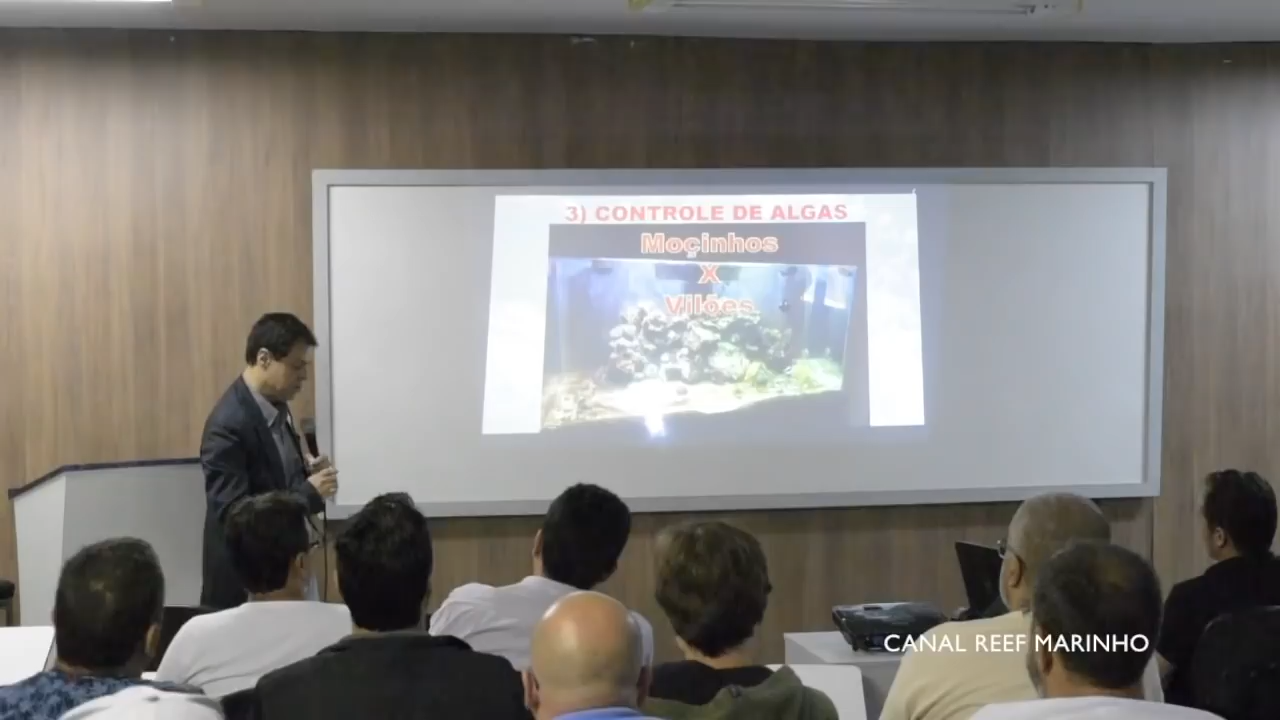 3) CONTROLE DE ALGAS
Moçinhos
X
Vilões
CANAL REEF MARINHO